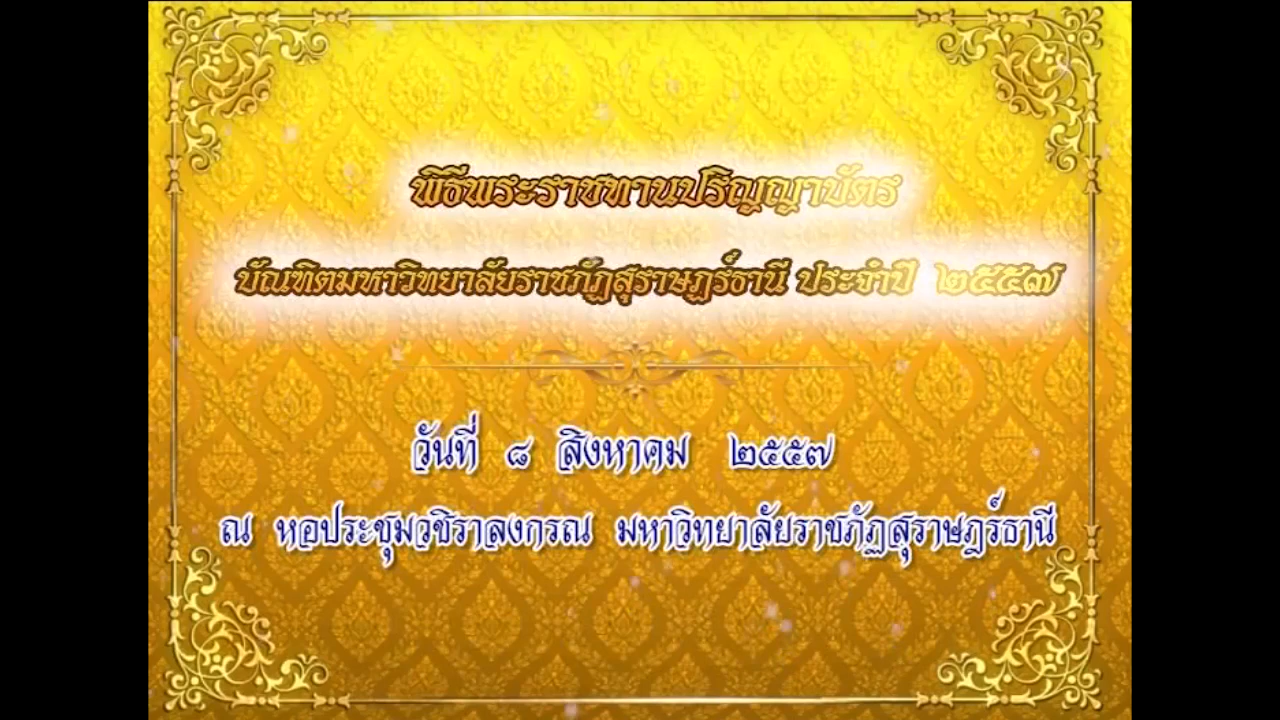 พิธีพระราชทานปริญญาบัตร
บัณฑิตมหาวิทยาลัยราชภัฏสุราษฎร์ธานี ประจำปี ๒๕๕๗
วันที่ ๘ สิงหาคม ๒๕๕๗
ณ หอประชุมวชิราลงกรณ มหาวิทยาลัยราชภัฏสุราษฎร์ธานี